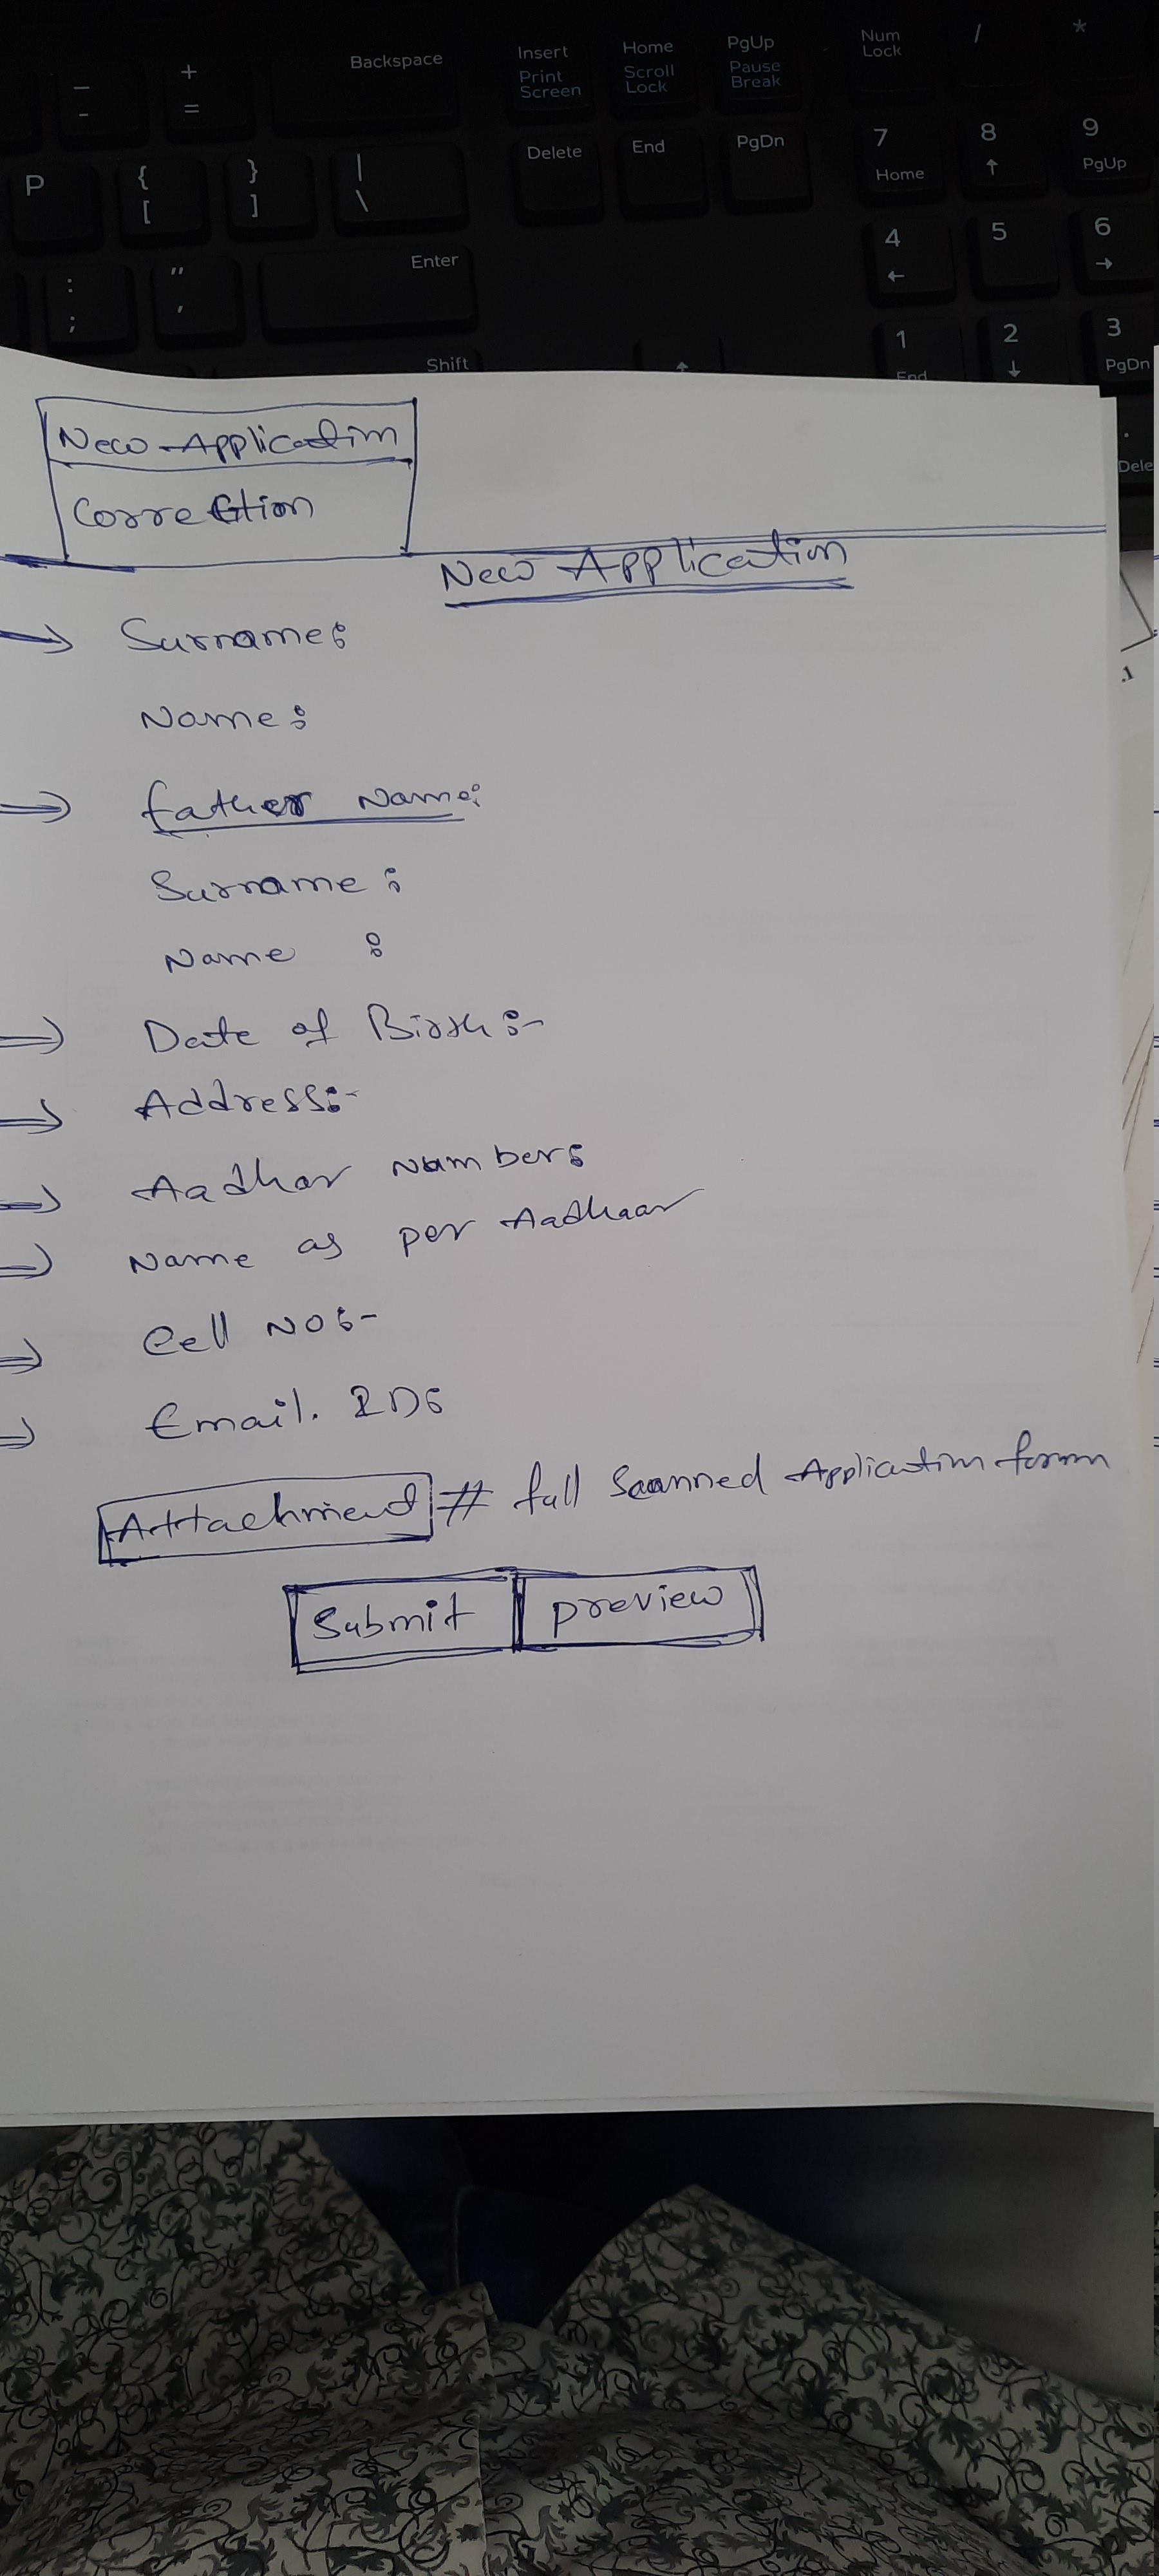 Backspace
Insert
Print Screen
Home
Scroll Lock
PgUp
Pause Break
Num Lock
/
*
_
-
+
=
Delete
End
PgDn
7
Home
8
↑
9
PgUp
P
{
[
}
]
|
\
4
←
5
6
→
:
;
"
'
Enter
Shift
1
End
2
↓
3
PgDn
.
Dele
New Application
Correction
New Application
⇒ Surname:
Name:
⇒ father Name:
Surname:
Name :
⇒ Date of Birth:-
⇒ Address:-
⇒ Aadhar Number:
⇒ Name as per Aadhaar
⇒ Cell NO:-
⇒ Email. ID:
Attachment # full Scanned Application form
Submit preview
.1